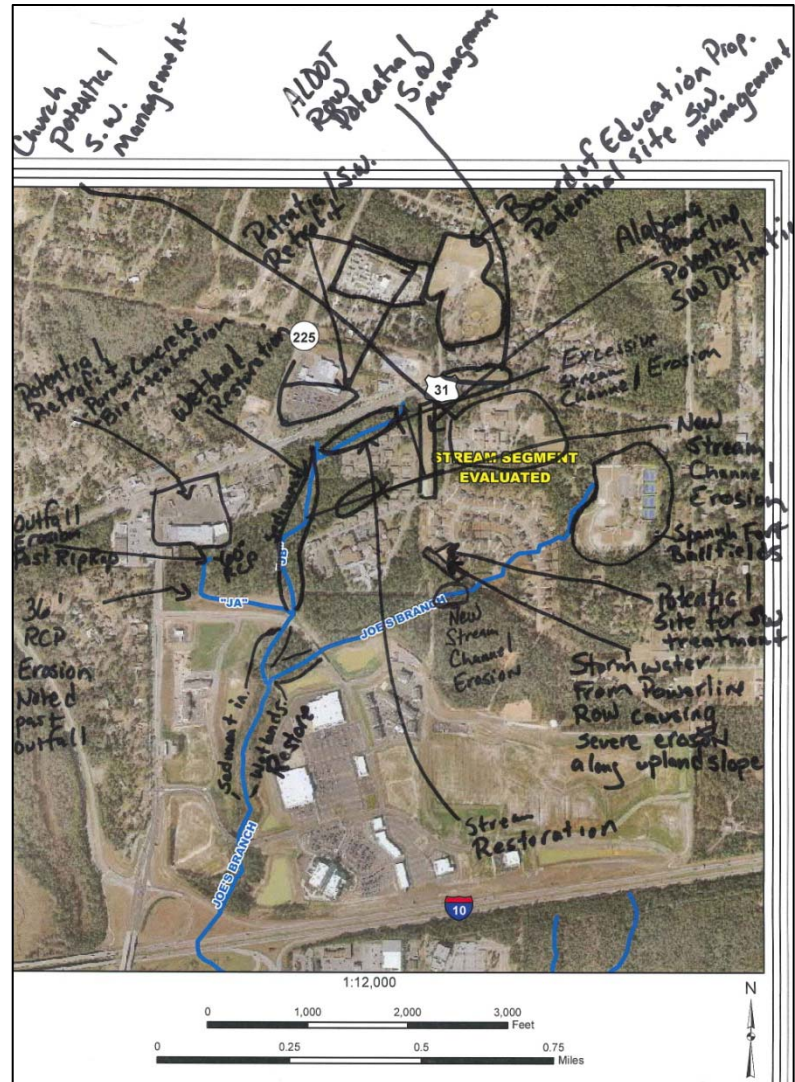 Church
Potential
S.W.
management
ALDOT
ROW
Potential
S.W
management
Board of Education Prop.
Potential site S.W.
management
Potential S.W.
Retrofit
Alabama
Powerline
Potential
SW Detention
225
31
Excessive
Stream
Channel Erosion
Potential
Retrofit
Porous Concrete
Wetland
Restoration
STREAM SEGMENT
EVALUATED
New
Stream
Channel
Erosion
Spanish Fort
Ballfields
Outfall
Erosion
Past RipRap
"JB"
"JA"
36"
RCP
Erosion
Noted
past
outfall
JOE'S BRANCH
New
Stream
Channel
Erosion
Potential
site for SW
treatment
Stormwater
From Powerline
Row causing
severe erosion
along upland slope
Sediment in
wetlands
Restore
Stream
Restoration
JOE'S BRANCH
10
1:12,000
N
0 1,000 2,000 3,000
Feet
0 0.25 0.5 0.75
Miles